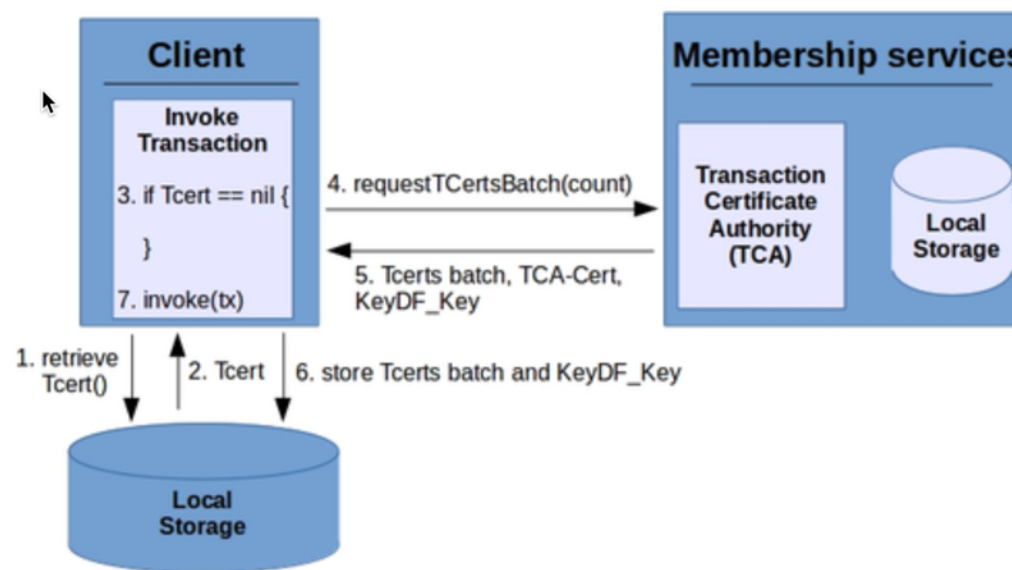 Client
Invoke
Transaction
3. if Tcert == nil {
}
7. invoke(tx)
4. requestTCertsBatch(count)
5. Tcerts batch, TCA-Cert,
KeyDF_Key
Membership services
Transaction
Certificate
Authority
(TCA)
Local
Storage
1. retrieve
Tcert()
2. Tcert
6. store Tcerts batch and KeyDF_Key
Local
Storage